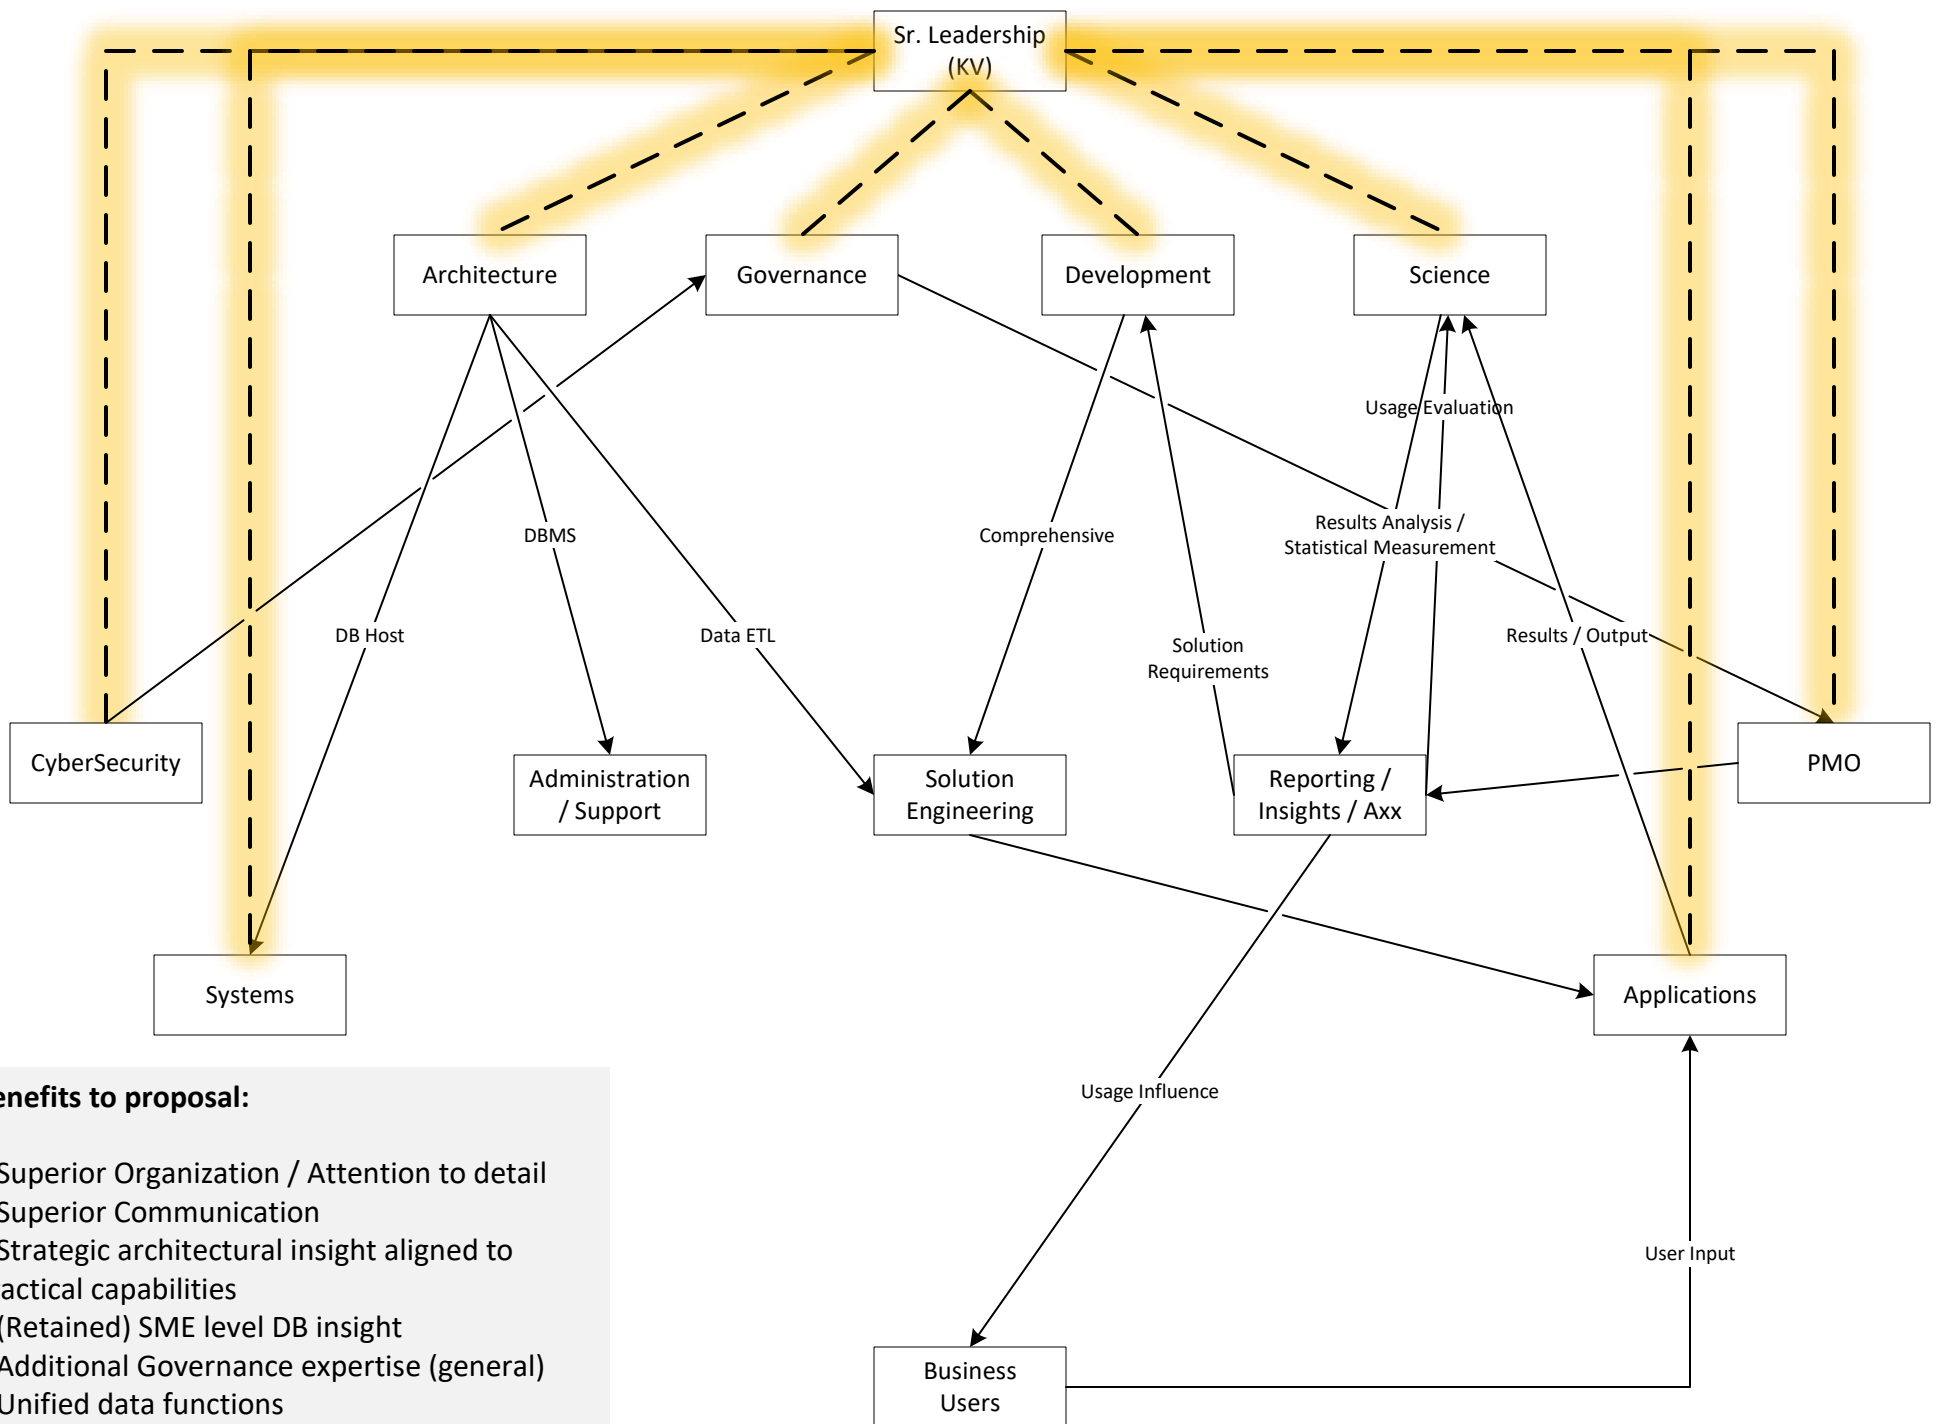 Sr. Leadership
(KV)
Architecture
Governance
Development
Science
Usage Evaluation
DBMS
Comprehensive
Results Analysis /
Statistical Measurement
DB Host
Data ETL
Solution
Requirements
Results / Output
CyberSecurity
Administration
/ Support
Solution
Engineering
Reporting /
Insights / Axx
PMO
Systems
Applications
enefits to proposal:
Usage Influence
Superior Organization / Attention to detail
Superior Communication
Strategic architectural insight aligned to
actical capabilities
(Retained) SME level DB insight
Additional Governance expertise (general)
Unified data functions
User Input
Business
Users